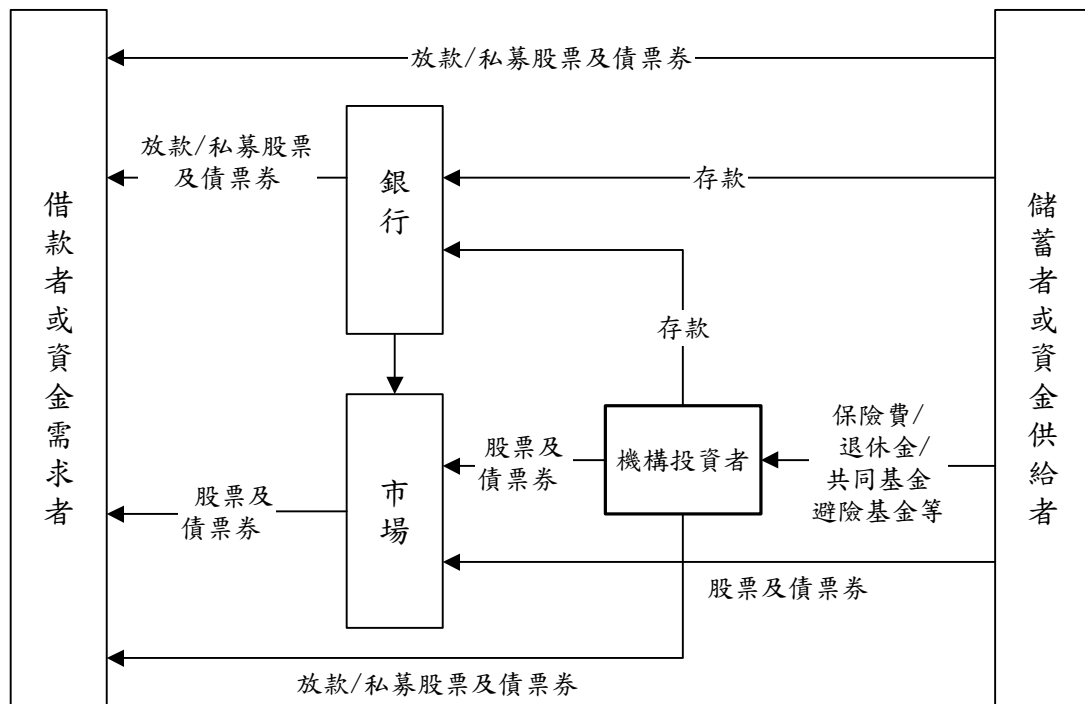 放款/私募股票及債票券
放款/私募股票
及債票券
銀行
存款
借款者或資金需求者
儲蓄者或資金供給者
存款
保險費/
退休金/
共同基金
避險基金等
機構投資者
股票及
債票券
市場
股票及
債票券
股票及債票券
放款/私募股票及債票券